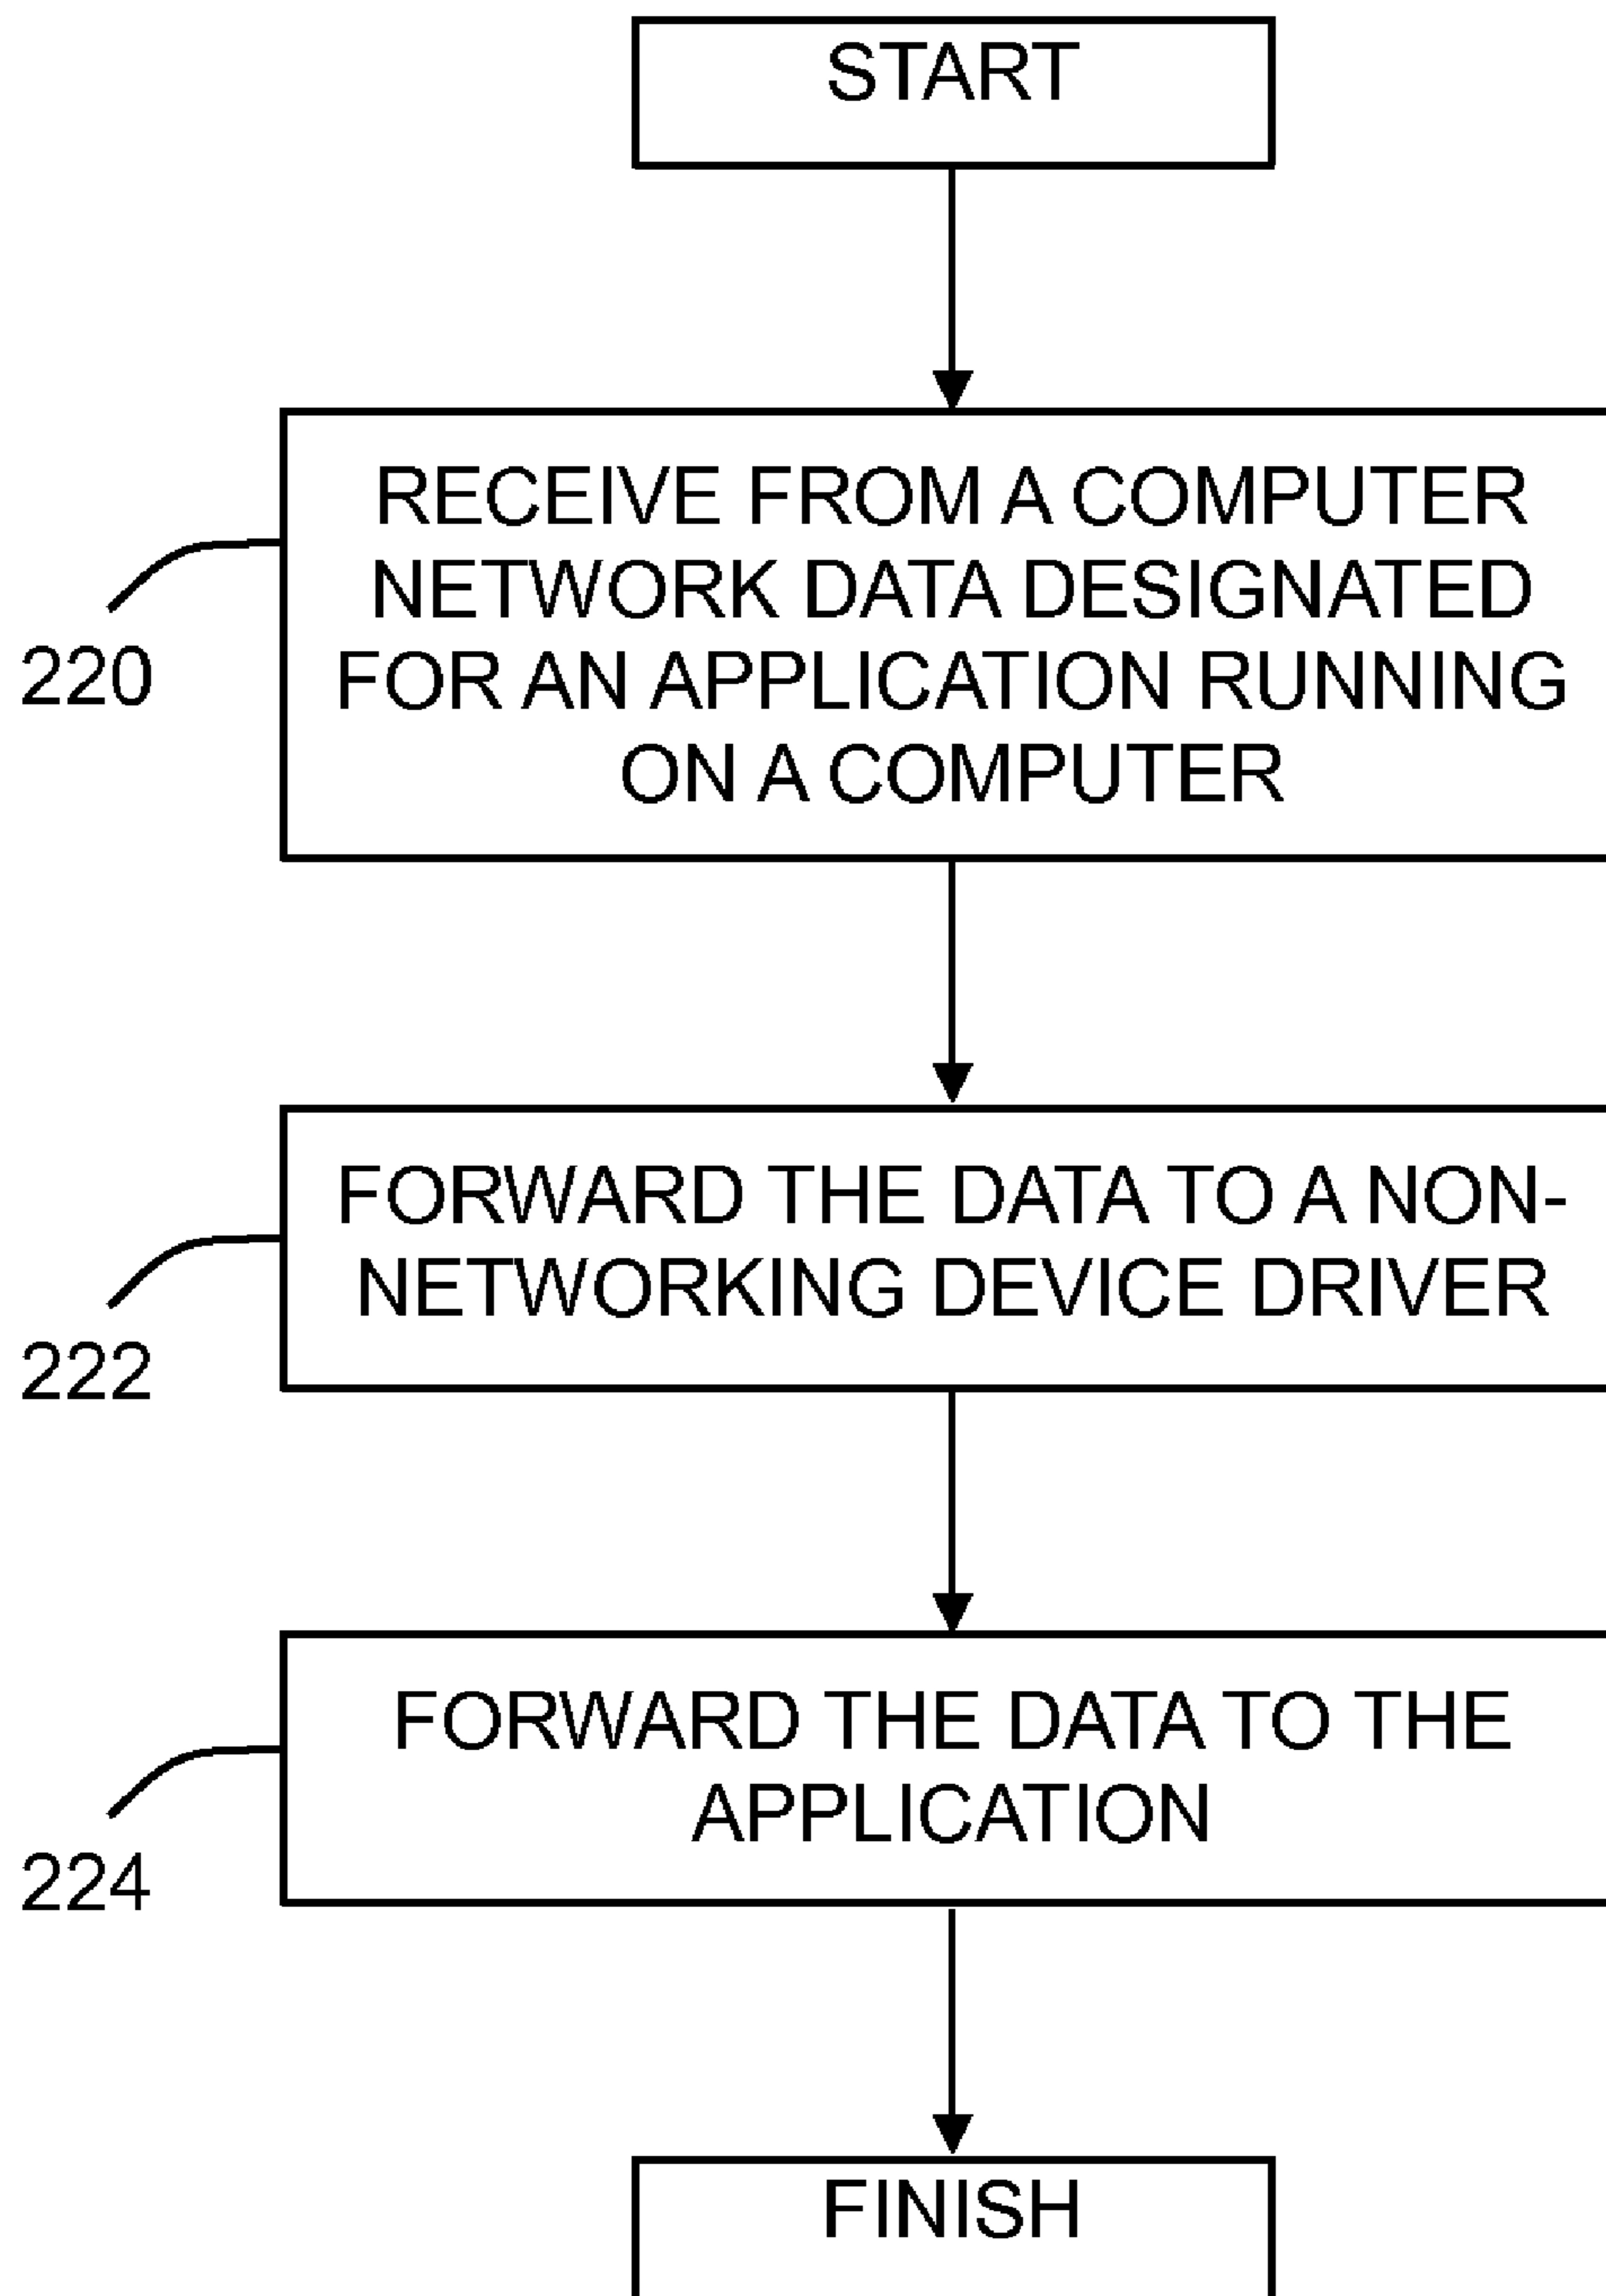 START
RECEIVE FROM A COMPUTER
NETWORK DATA DESIGNATED
FOR AN APPLICATION RUNNING
ON A COMPUTER
220
FORWARD THE DATA TO A NON-
NETWORKING DEVICE DRIVER
222
FORWARD THE DATA TO THE
APPLICATION
224
FINISH